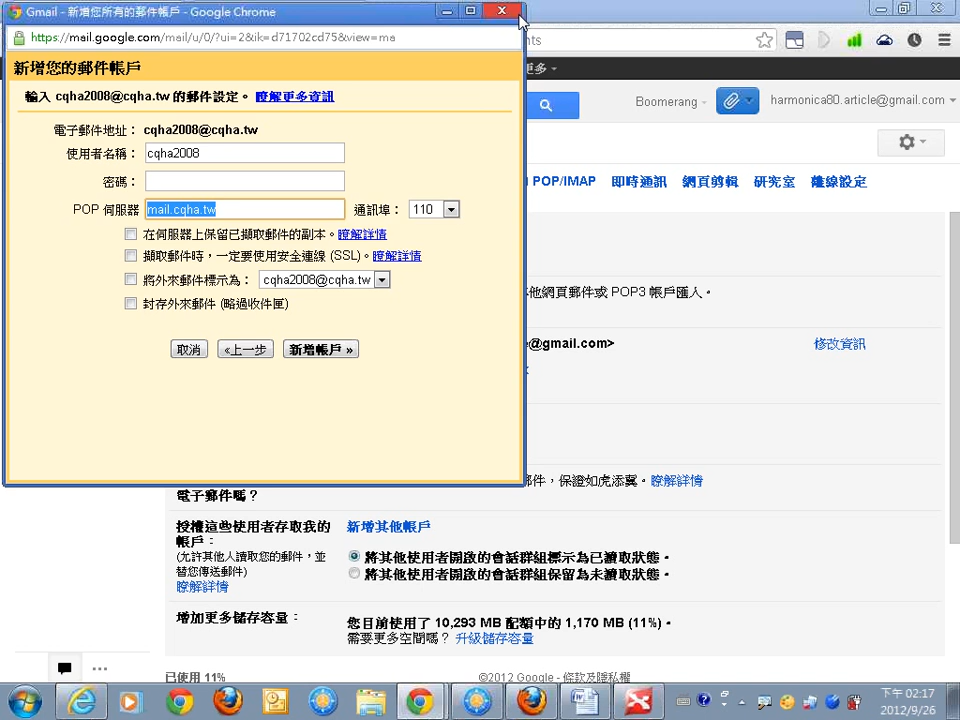 Gmail - 新增您所有的郵件帳戶 - Google Chrome
https://mail.google.com/mail/u/0/?ui=2&ik=d71702cd75&view=ma
nts
新增您的郵件帳戶
更多
輸入 cqha2008@cqha.tw 的郵件設定。 瞭解更多資訊
Boomerang
harmonica80.article@gmail.com
電子郵件地址： cqha2008@cqha.tw
使用者名稱： cqha2008
密碼：
POP/IMAP 即時通訊 網頁剪輯 研究室 離線設定
POP 伺服器 mail.cqha.tw 通訊埠： 110
在伺服器上保留已擷取郵件的副本。瞭解詳情
擷取郵件時，一定要使用安全連線 (SSL)。瞭解詳情
將外來郵件標示為： cqha2008@cqha.tw
他網頁郵件或 POP3 帳戶匯入。
封存外來郵件 (略過收件匣)
取消 «上一步 新增帳戶 »
e@gmail.com> 修改資訊
郵件，保證如虎添翼。瞭解詳情
電子郵件嗎？
授權這些使用者存取我的帳戶：
新增其他帳戶
(允許其他人讀取您的郵件，並替您傳送郵件)
瞭解詳情
將其他使用者開啟的會話群組標示為已讀取狀態。
將其他使用者開啟的會話群組保留為未讀取狀態。
增加更多儲存容量：
您目前使用了 10,293 MB 配額中的 1,170 MB (11%)。
需要更多空間嗎？ 升級儲存容量
已使用 11%
©2012 Google - 條款及隱私權
下午 02:17
2012/9/26